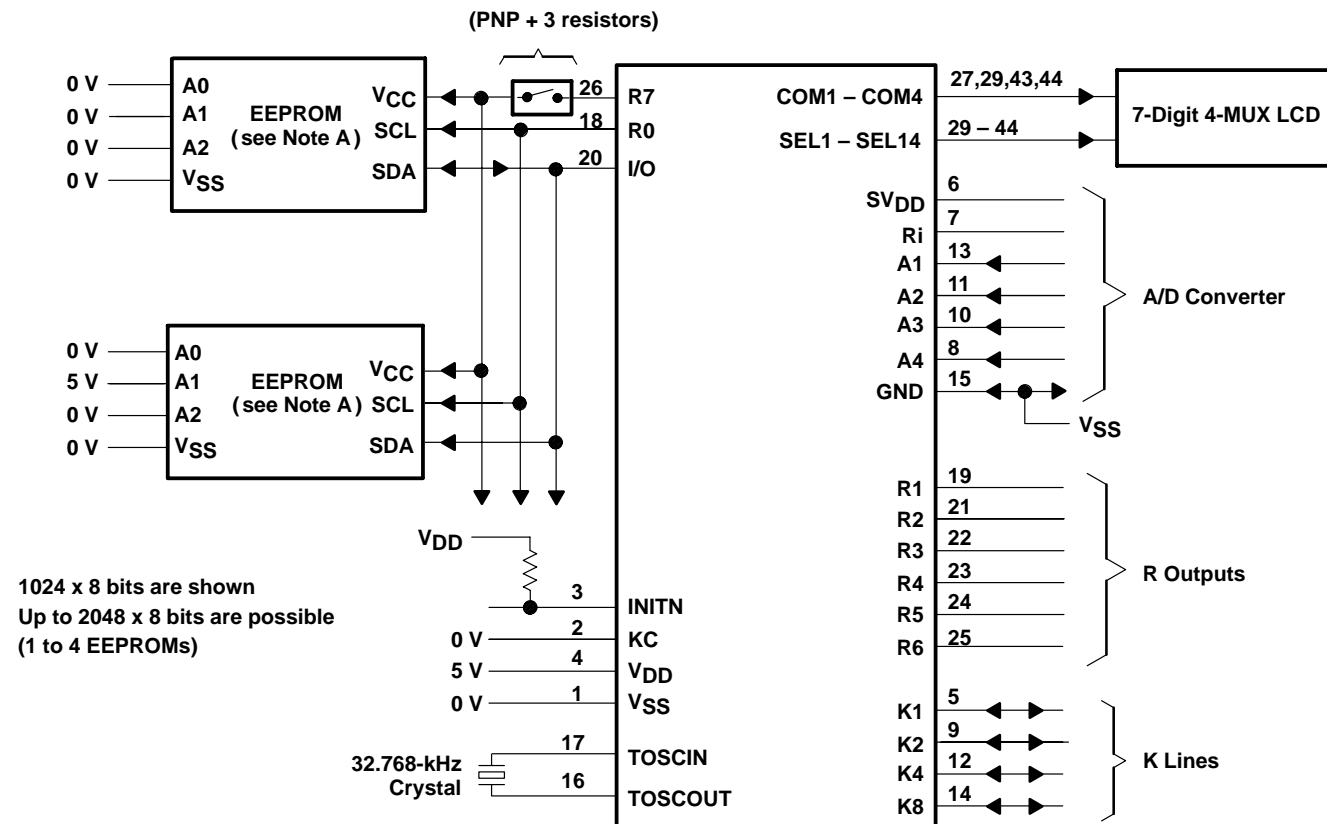 (PNP + 3 resistors)
0 V A0
0 V A1
0 V A2
0 V VSS
EEPROM
(see Note A)
VCC
SCL
SDA
26 R7
18 R0
20 I/O
COM1 – COM4 27,29,43,44
SEL1 – SEL14 29 – 44
7-Digit 4-MUX LCD
SVDD 6
Ri 7
A1 13
A2 11
A3 10
A4 8
GND 15
VSS
A/D Converter
0 V A0
5 V A1
0 V A2
0 V VSS
EEPROM
(see Note A)
VCC
SCL
SDA
R1 19
R2 21
R3 22
R4 23
R5 24
R6 25
R Outputs
VDD
1024 x 8 bits are shown
Up to 2048 x 8 bits are possible
(1 to 4 EEPROMs)
3 INITN
0 V 2 KC
5 V 4 VDD
0 V 1 VSS
32.768-kHz
Crystal
17 TOSCIN
16 TOSCOUT
K1 5
K2 9
K4 12
K8 14
K Lines